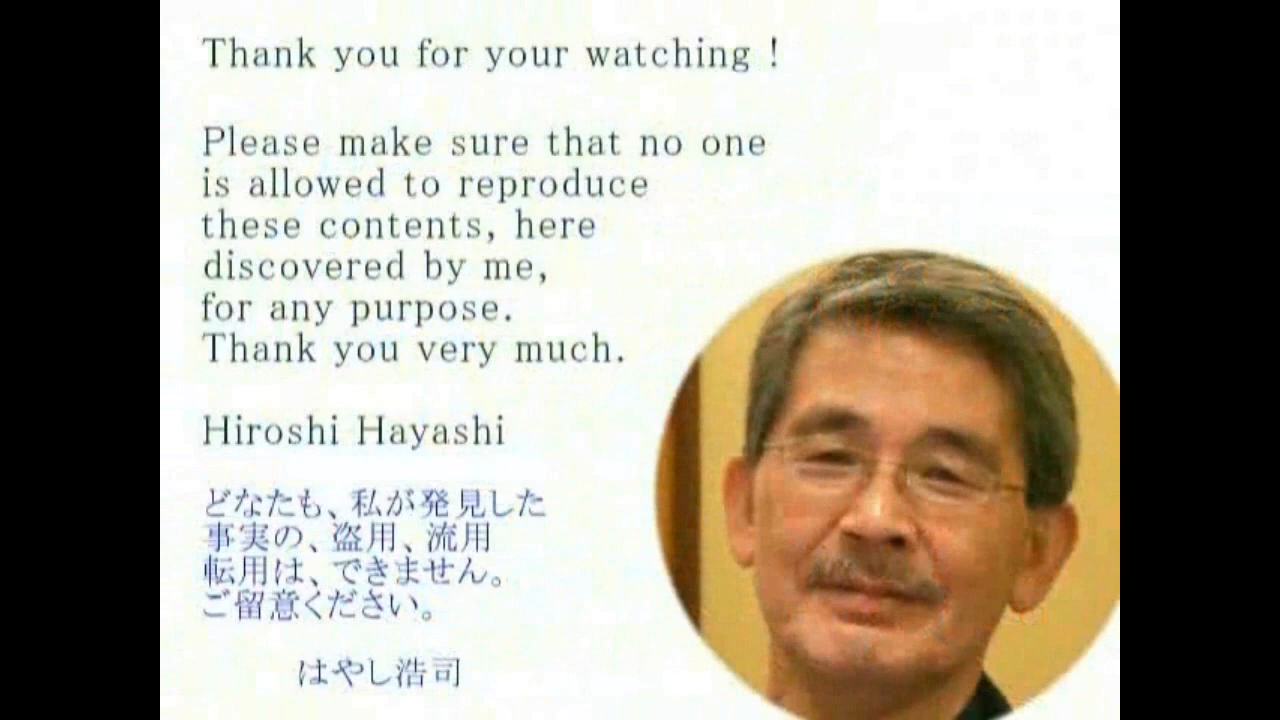 Thank you for your watching !
Please make sure that no one
is allowed to reproduce
these contents, here
discovered by me,
for any purpose.
Thank you very much.
Hiroshi Hayashi
どなたも、私が発見した
事実の、盗用、流用
転用は、できません。
ご留意ください。
はやし浩司